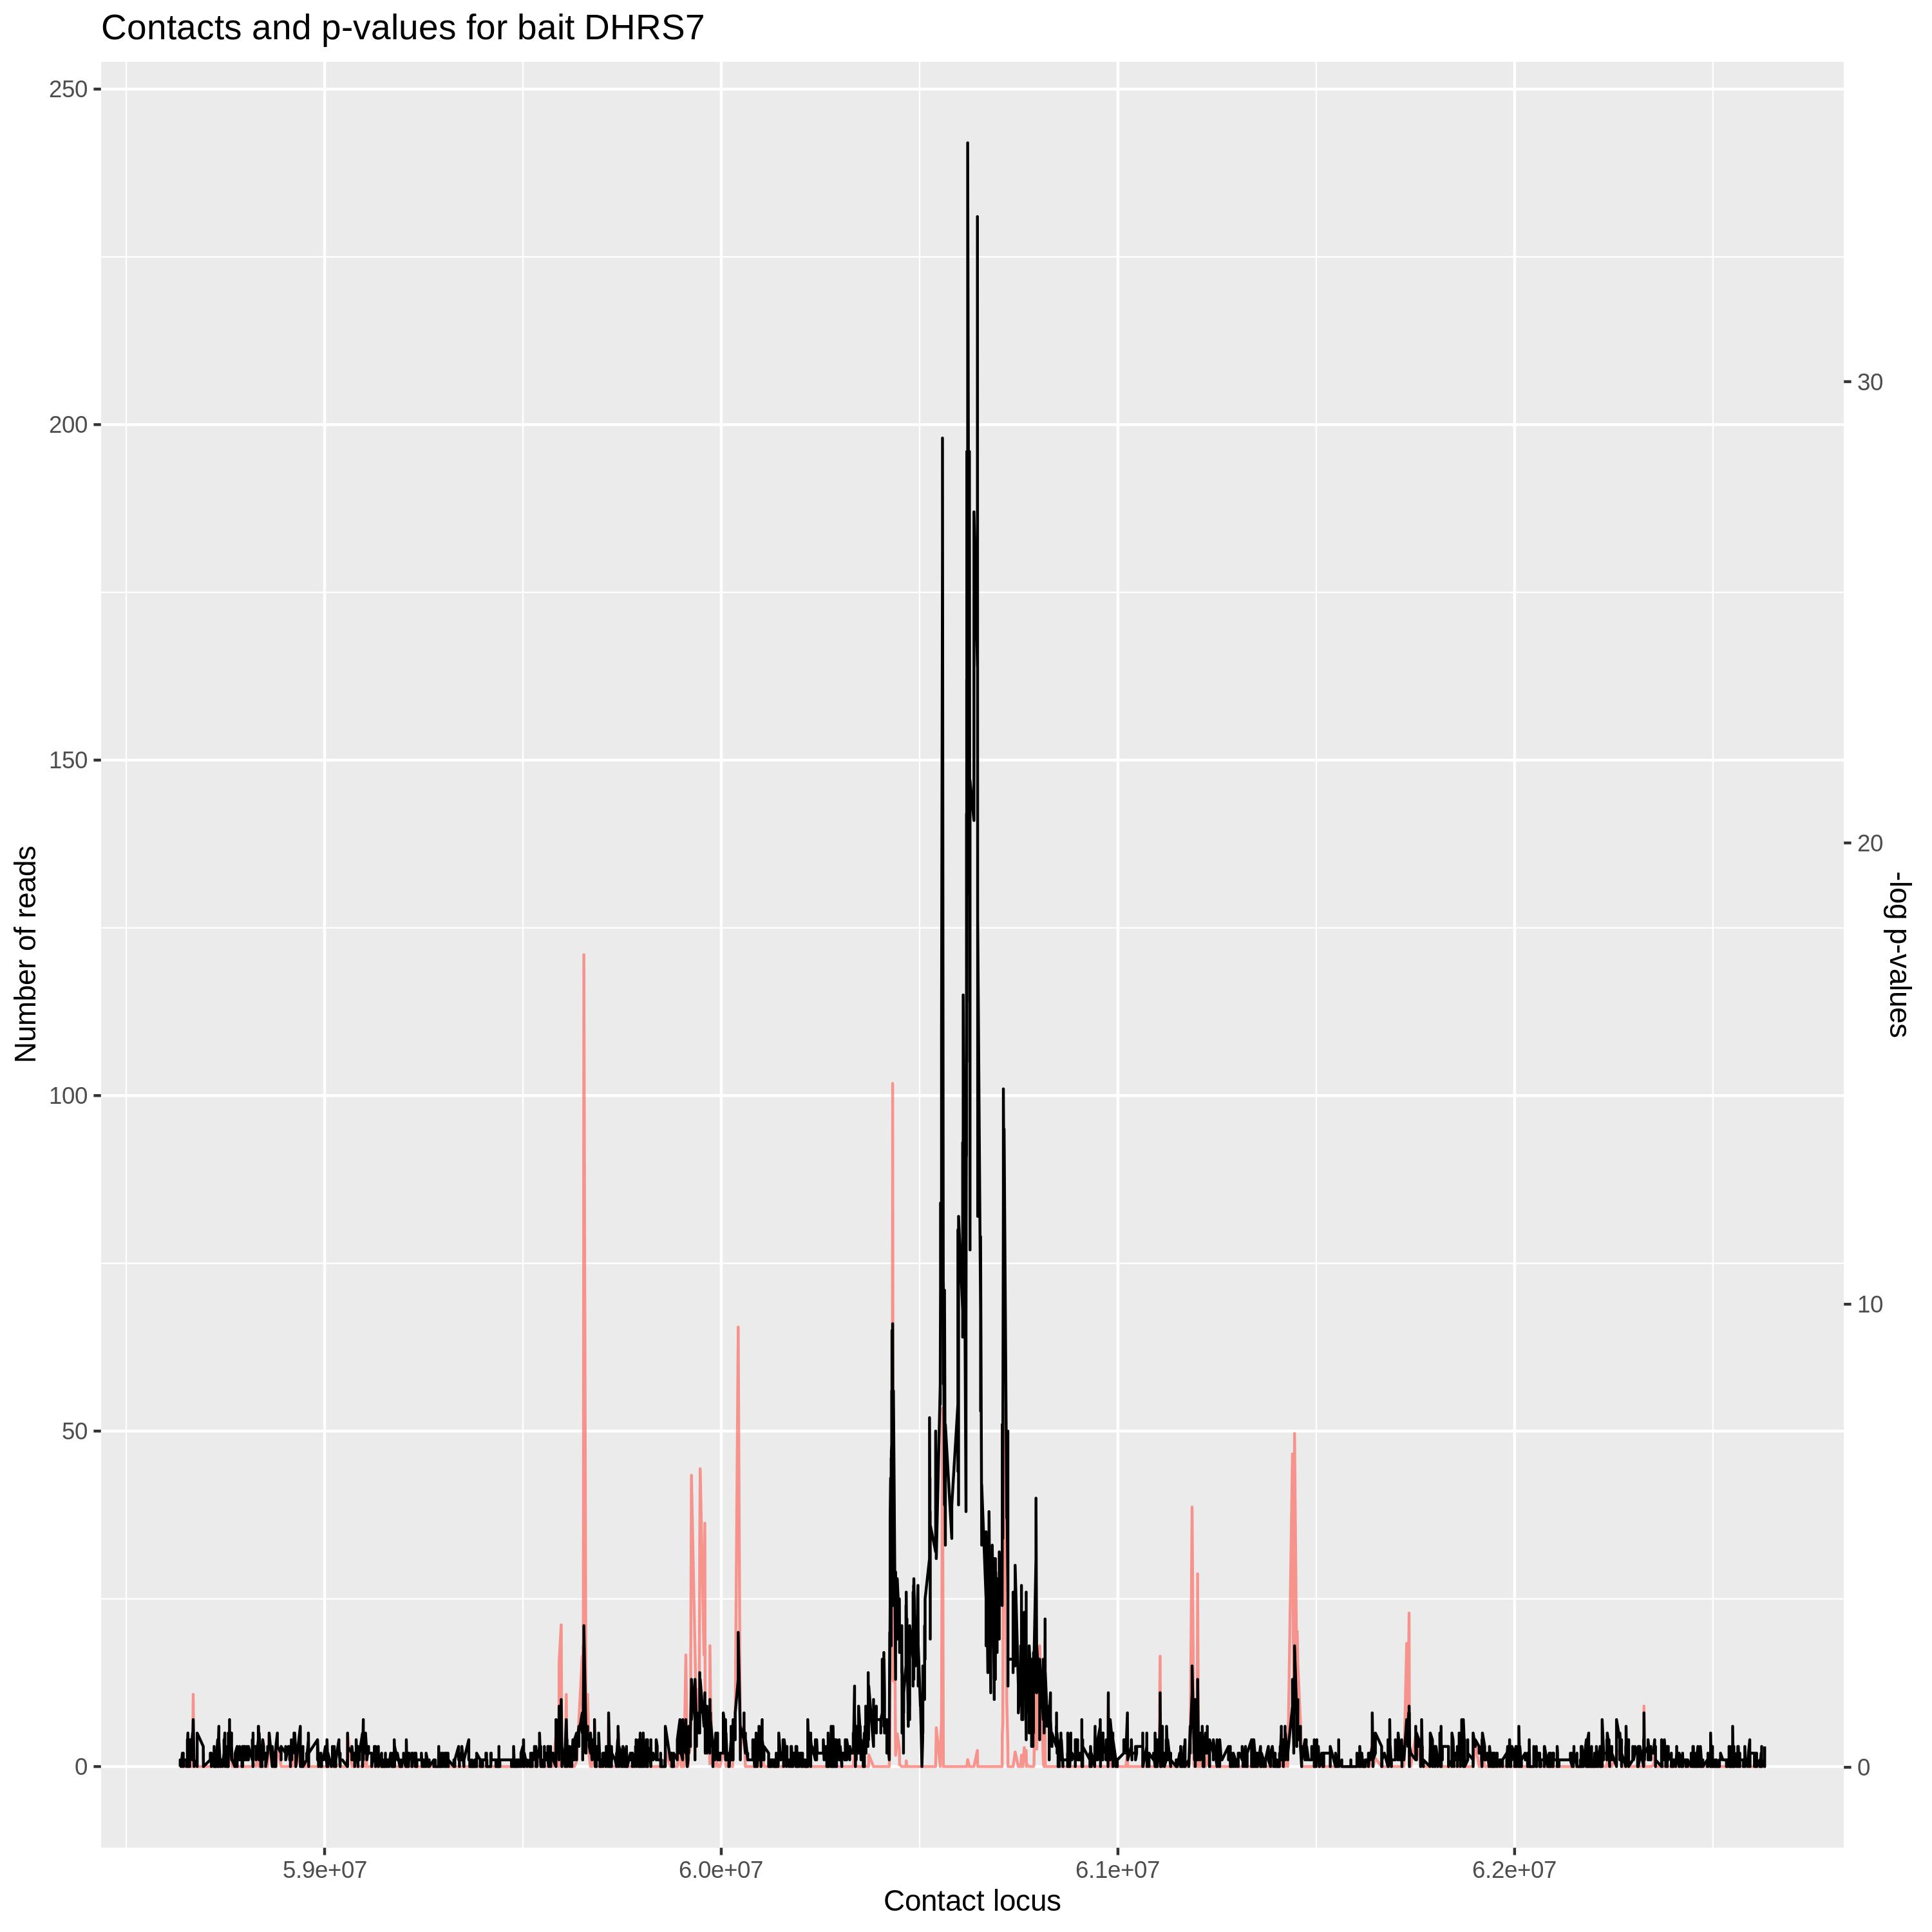 Contacts and p-values for bait DHRS7
250
200
150
100
50
0
Number of reads
30
20
10
0
-log p-values
5.9e+07
6.0e+07
6.1e+07
6.2e+07
Contact locus